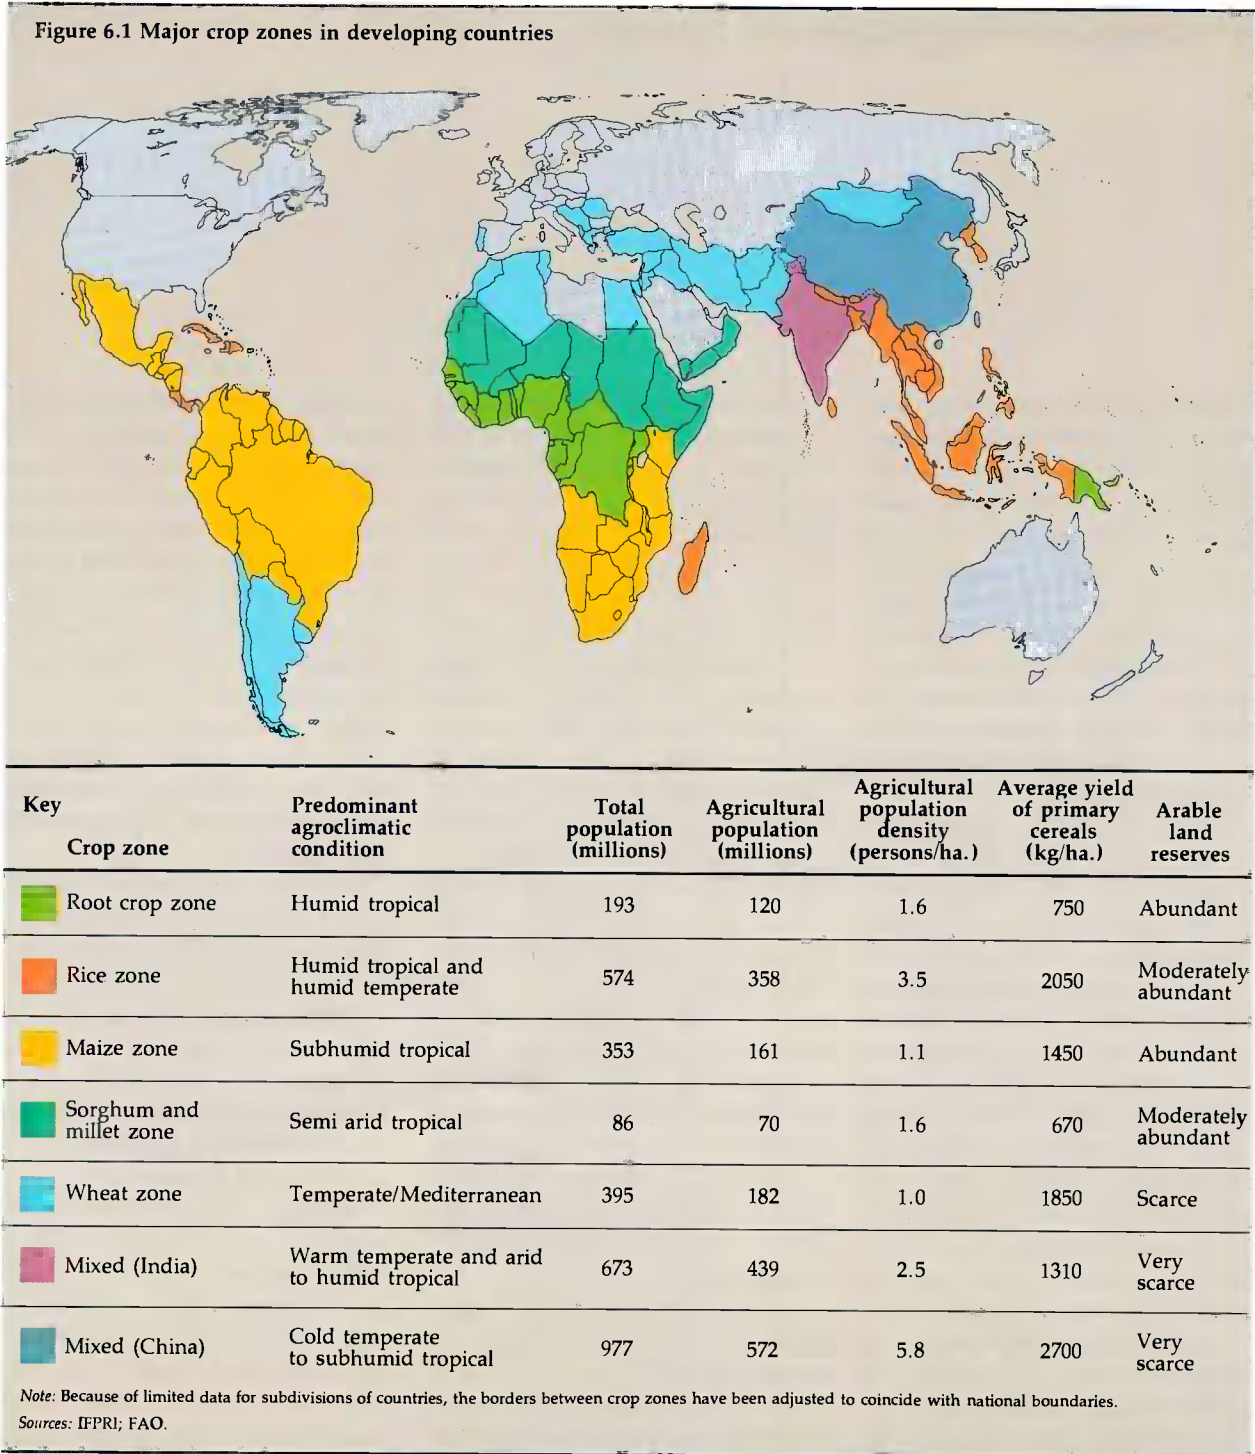 Figure 6.1 Major crop zones in developing countries
Key
Crop zone
Predominant
agroclimatic
condition
Total
population
(millions)
Agricultural
population
(millions)
Agricultural
population
density
(persons/ha.)
Average yield
of primary
cereals
(kg/ha.)
Arable
land
reserves
Root crop zone Humid tropical 193 120 1.6 750 Abundant
Rice zone Humid tropical and 574 358 3.5 2050 Moderately
humid temperate abundant
Maize zone Subhumid tropical 353 161 1.1 1450 Abundant
Sorghum and Semi arid tropical 86 70 1.6 670 Moderately
millet zone abundant
Wheat zone Temperate/Mediterranean 395 182 1.0 1850 Scarce
Mixed (India) Warm temperate and arid 673 439 2.5 1310 Very
to humid tropical scarce
Mixed (China) Cold temperate 977 572 5.8 2700 Very
to subhumid tropical scarce
Note: Because of limited data for subdivisions of countries, the borders between crop zones have been adjusted to coincide with national boundaries.
Sources: IFPRI; FAO.